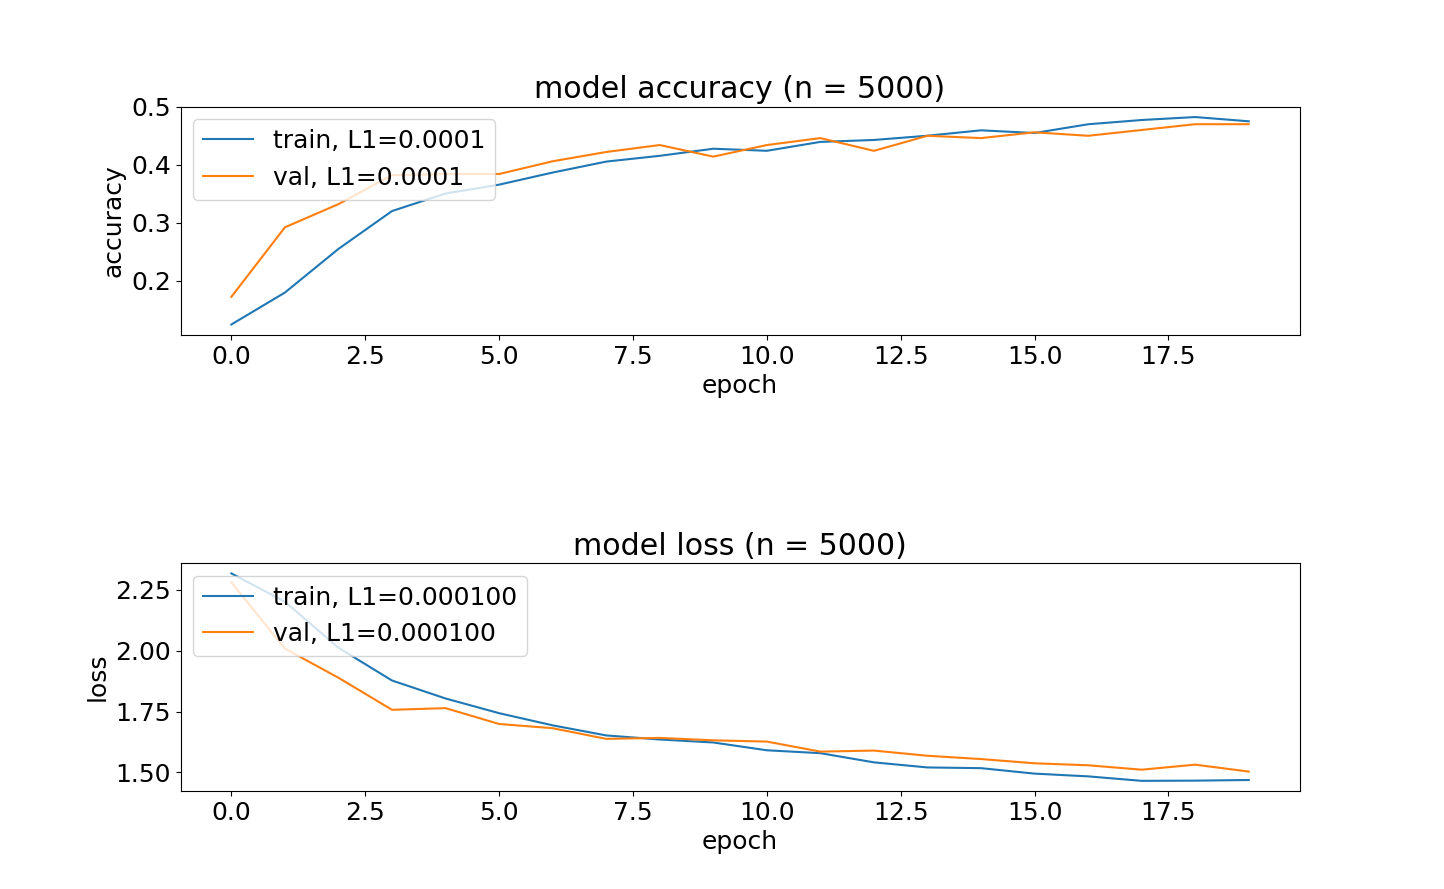 model accuracy (n = 5000)
0.5
0.4
0.3
0.2
accuracy
train, L1=0.0001
val, L1=0.0001
0.0 2.5 5.0 7.5 10.0 12.5 15.0 17.5
epoch
model loss (n = 5000)
2.25
2.00
1.75
1.50
loss
train, L1=0.000100
val, L1=0.000100
0.0 2.5 5.0 7.5 10.0 12.5 15.0 17.5
epoch